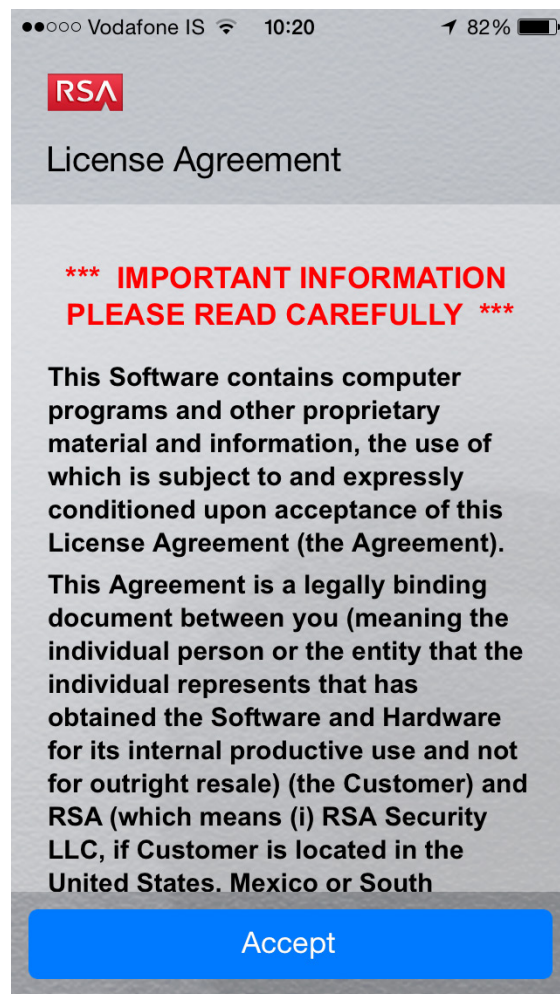 Vodafone IS 10:20 82%
RSA
License Agreement
*** IMPORTANT INFORMATION
PLEASE READ CAREFULLY ***
This Software contains computer
programs and other proprietary
material and information, the use of
which is subject to and expressly
conditioned upon acceptance of this
License Agreement (the Agreement).
This Agreement is a legally binding
document between you (meaning the
individual person or the entity that the
individual represents that has
obtained the Software and Hardware
for its internal productive use and not
for outright resale) (the Customer) and
RSA (which means (i) RSA Security
LLC, if Customer is located in the
United States, Mexico or South
Accept